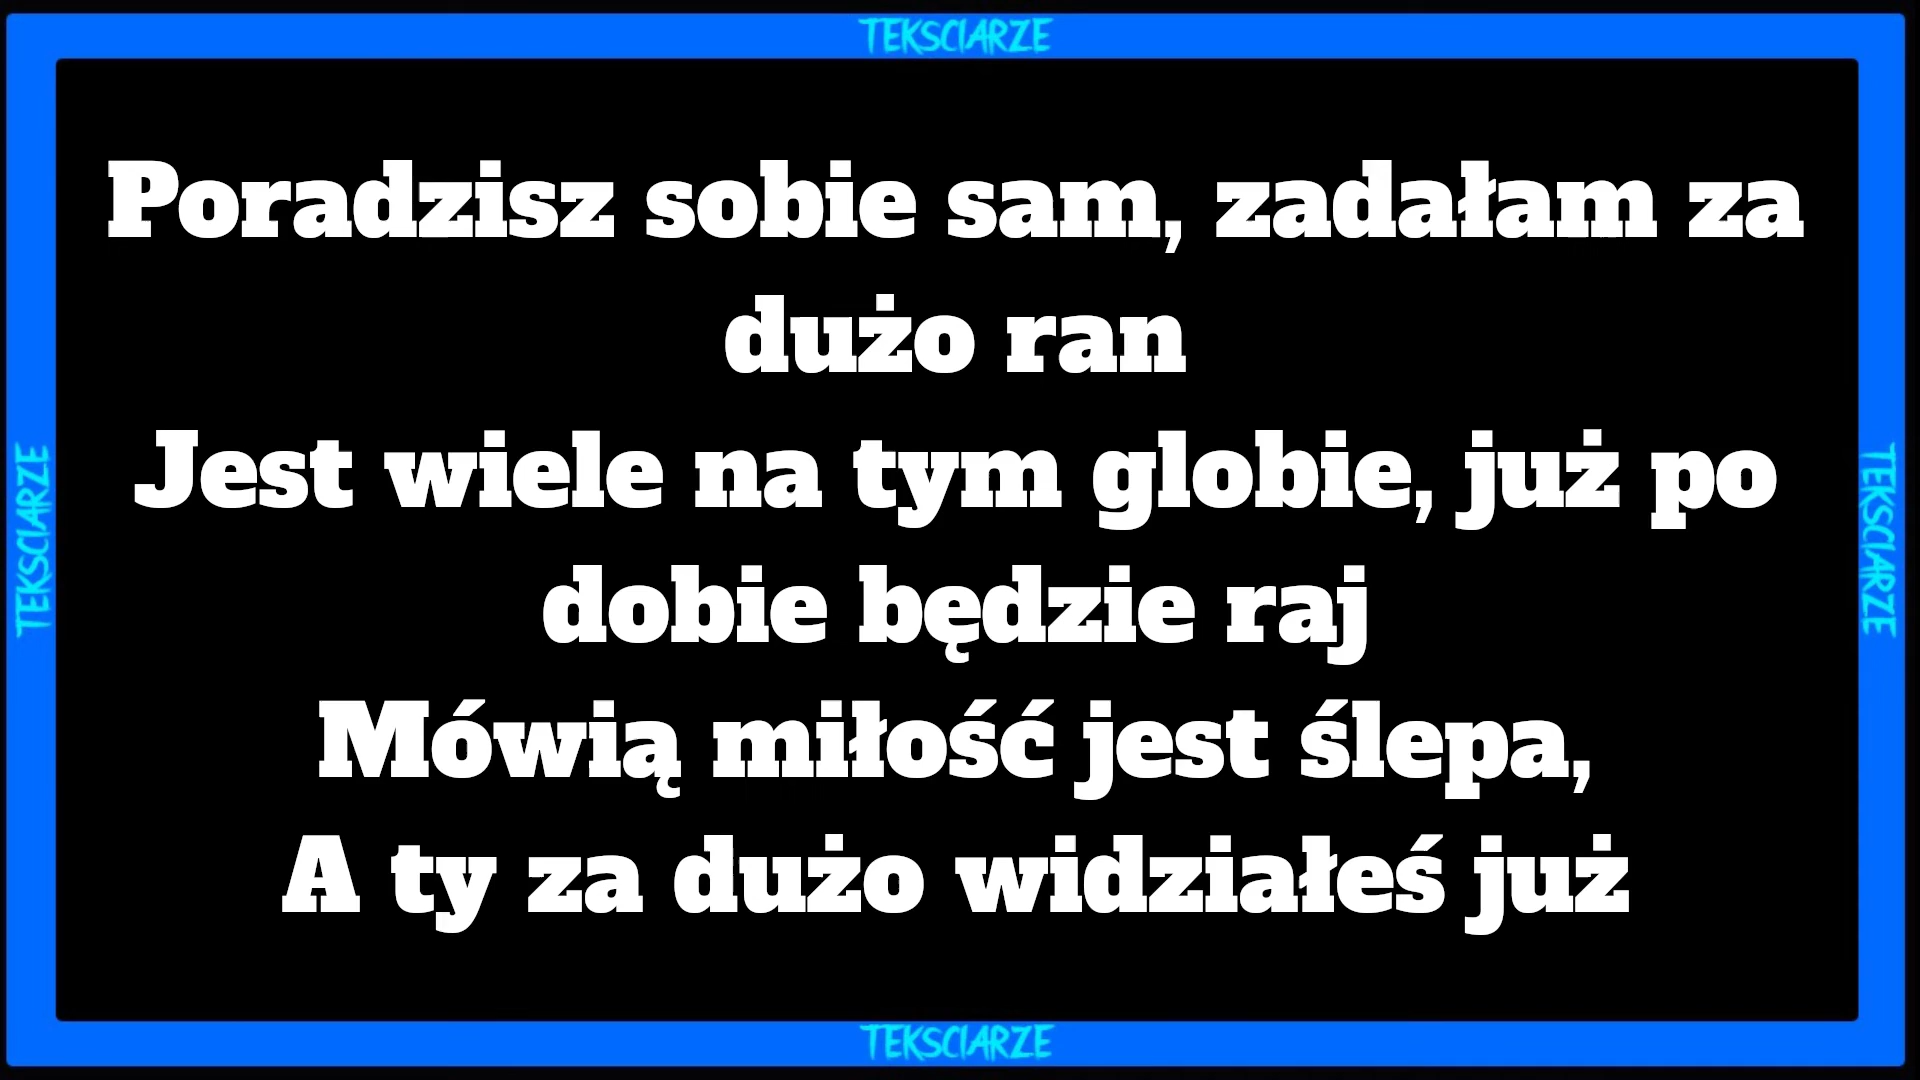 TEKSCIARZE
Poradzisz sobie sam, zadałam za
dużo ran
Jest wiele na tym globie, już po
dobie będzie raj
Mówią miłość jest ślepa,
A ty za dużo widziałeś już
TEKSCIARZE
TEKSCIARZE
TEKSCIARZE